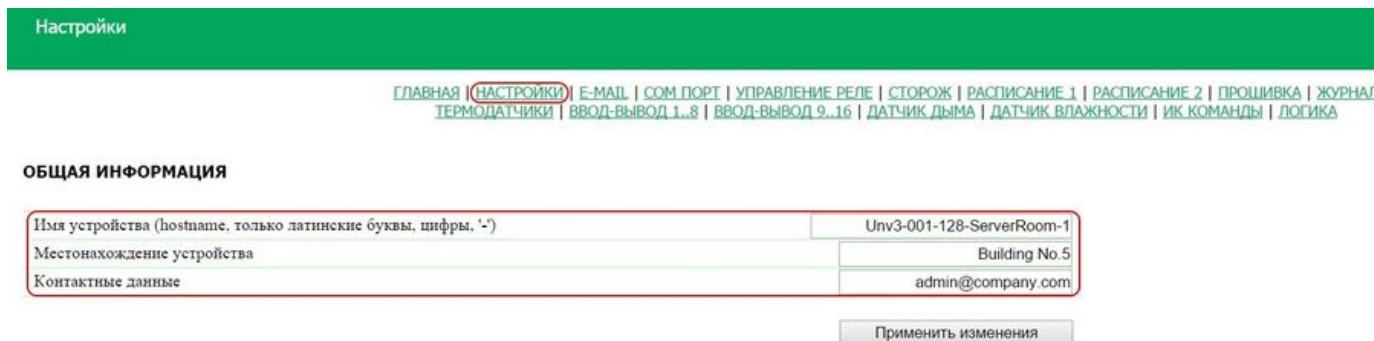 Настройки
ГЛАВНАЯ | НАСТРОЙКИ | E-MAIL | COM ПОРТ | УПРАВЛЕНИЕ РЕЛЕ | СТОРОЖ | РАСПИСАНИЕ 1 | РАСПИСАНИЕ 2 | ПРОШИВКА | ЖУРНАЛ
ТЕРМОДАТЧИКИ | ВВОД-ВЫВОД 1..8 | ВВОД-ВЫВОД 9..16 | ДАТЧИК ДЫМА | ДАТЧИК ВЛАЖНОСТИ | ИК КОМАНДЫ | ЛОГИКА
ОБЩАЯ ИНФОРМАЦИЯ
Имя устройства (hostname, только латинские буквы, цифры, '-') Unv3-001-128-ServerRoom-1
Местонахождение устройства Building No.5
Контактные данные admin@company.com
Применить изменения